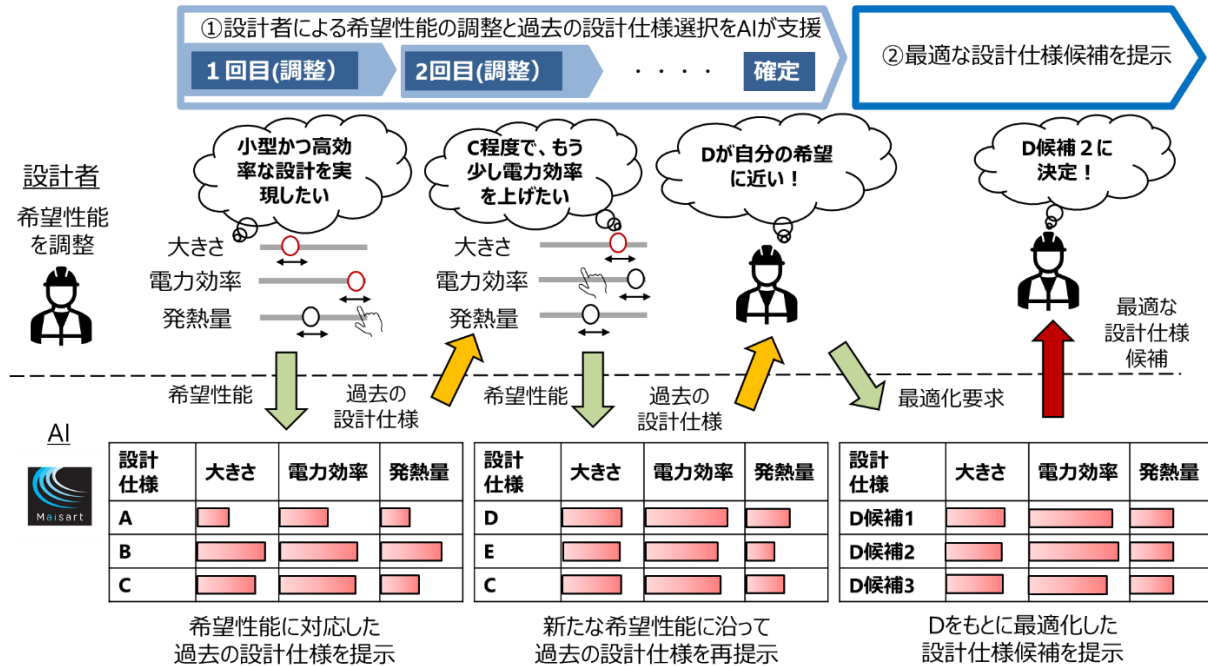 ①設計者による希望性能の調整と過去の設計仕様選択をAIが支援
1回目(調整)
2回目(調整)
・・・・
確定
②最適な設計仕様候補を提示
設計者
希望性能
を調整
小型かつ高効
率な設計を実
現したい
C程度で、もう
少し電力効率
を上げたい
Dが自分の希望
に近い！
D候補２に
決定！
大きさ
電力効率
発熱量
大きさ
電力効率
発熱量
希望性能
過去の
設計仕様
希望性能
過去の
設計仕様
最適化要求
最適な
設計仕様
候補
AI
Maisart
設計
仕様
大きさ
電力効率
発熱量
A
B
C
希望性能に対応した
過去の設計仕様を提示
設計
仕様
大きさ
電力効率
発熱量
D
E
C
新たな希望性能に沿って
過去の設計仕様を再提示
設計
仕様
大きさ
電力効率
発熱量
D候補1
D候補2
D候補3
Dをもとに最適化した
設計仕様候補を提示